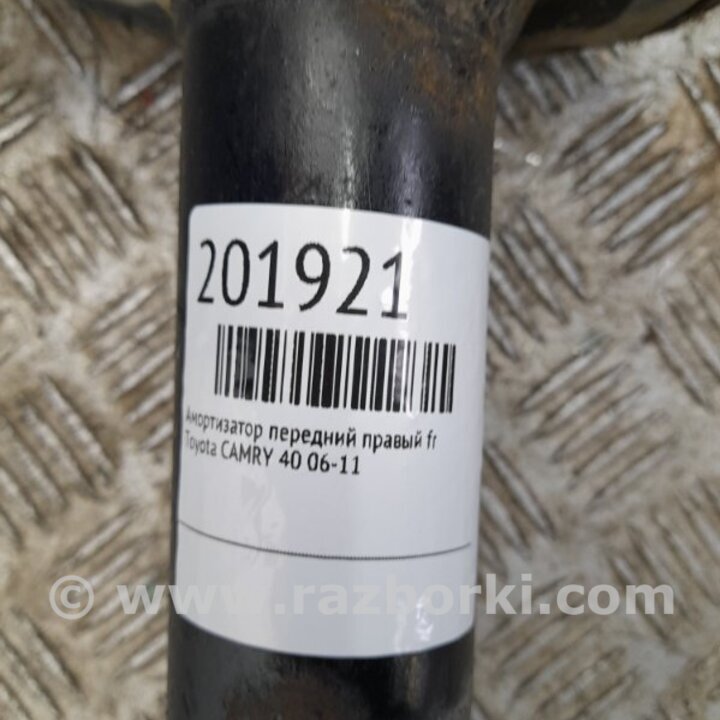 201921
Амортизатор передний правый fr
Toyota CAMRY 40 06-11
© www.razborki.com